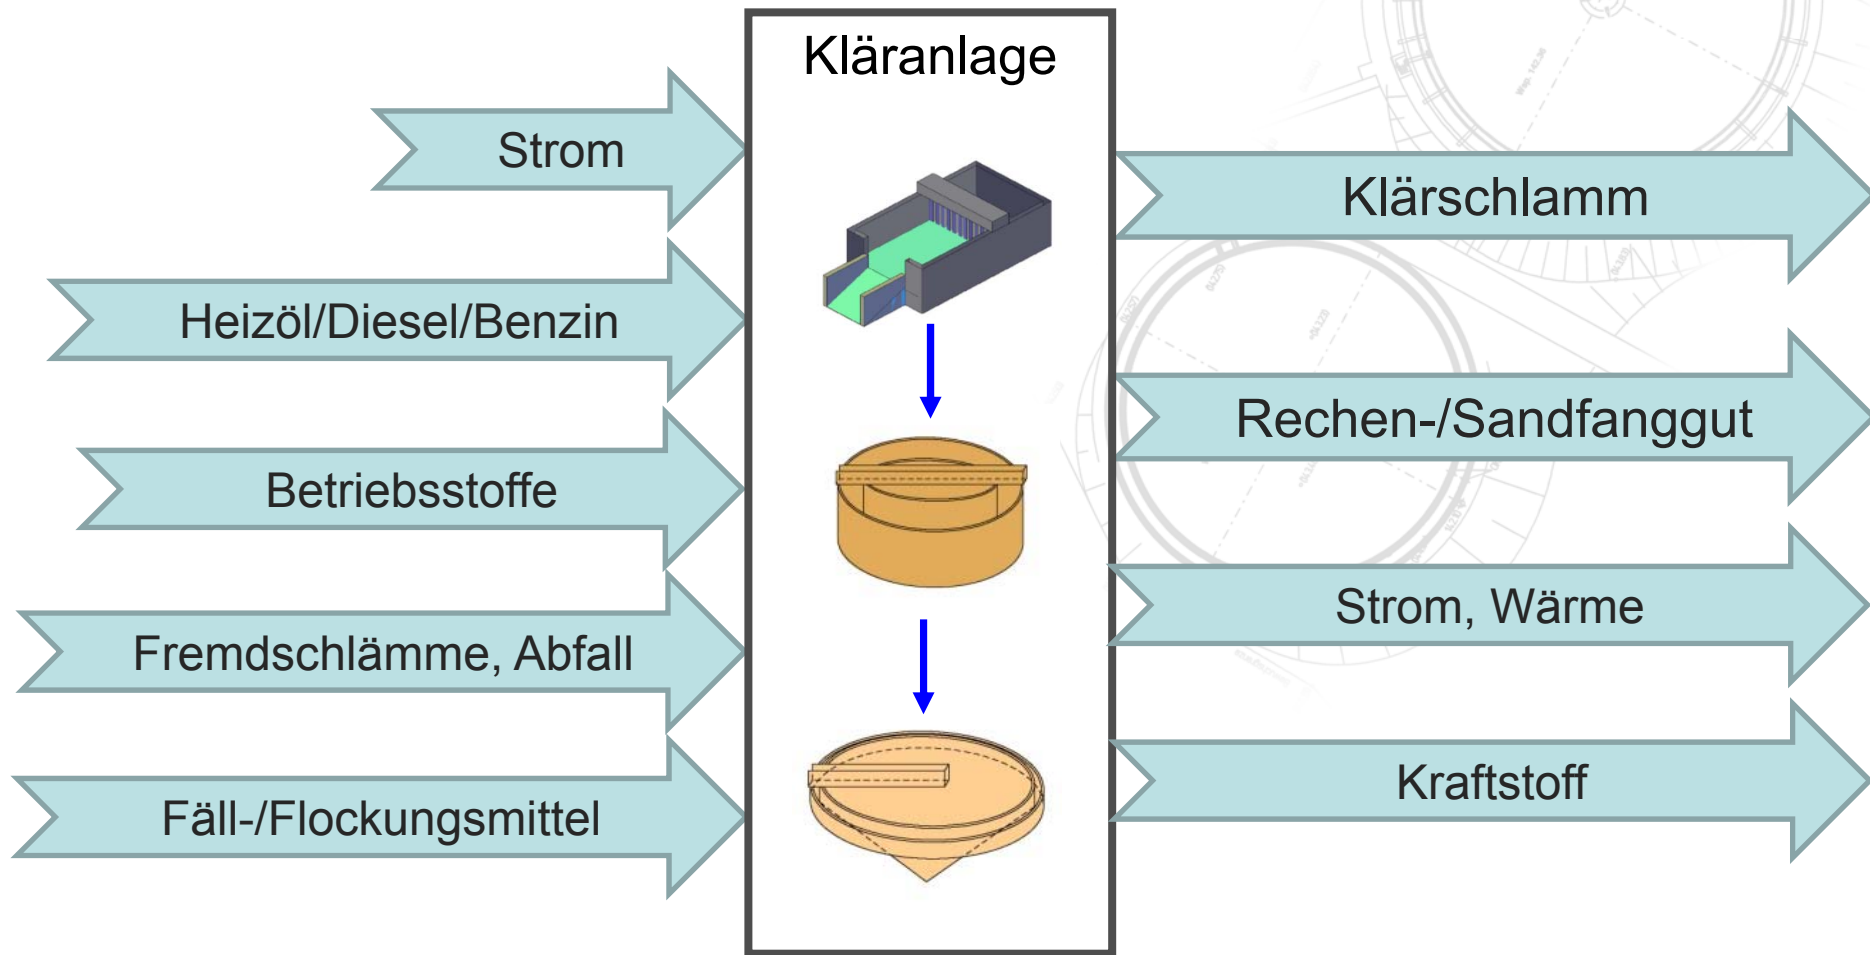 Kläranlage
Strom
Heizöl/Diesel/Benzin
Betriebsstoffe
Fremdschlämme, Abfall
Fäll-/Flockungsmittel
Klärschlamm
Rechen-/Sandfanggut
Strom, Wärme
Kraftstoff